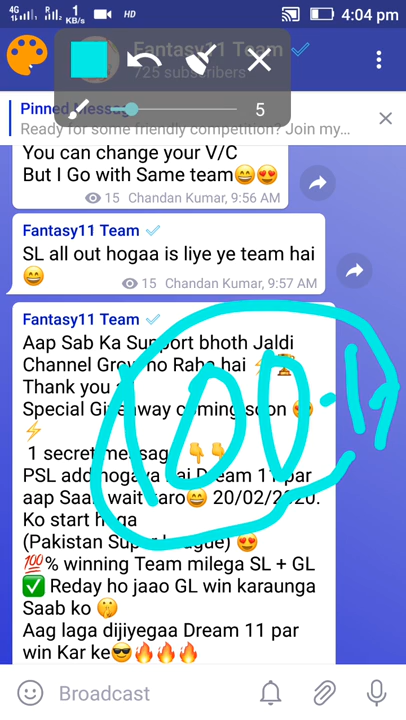 4G
R
1
KB/s
HD
4:04 pm
Fantasy11 Team
725 subscribers
5
Pinned Message
Ready for some friendly competition? Join my...
You can change your V/C
But I Go with Same team😄😍
15 Chandan Kumar, 9:56 AM
Fantasy11 Team
SL all out hogaa is liye ye team hai
😄
15 Chandan Kumar, 9:57 AM
Fantasy11 Team
Aap Sab Ka Support bhoth Jaldi
Channel Grow ho Raha hai ⚡🏆
Thank you
Special Giveaway coming soon 😍
⚡
1 secret message 👇👇
PSL add hogaya hai Dream 11 par
aap Saab wait karo😄 20/02/2020.
Ko start hoga
(Pakistan Super league) 😍
💯% winning Team milega SL + GL
✅ Reday ho jaao GL win karaunga
Saab ko 🤫
Aag laga dijiyegaa Dream 11 par
win Kar ke😎🔥🔥🔥
Broadcast